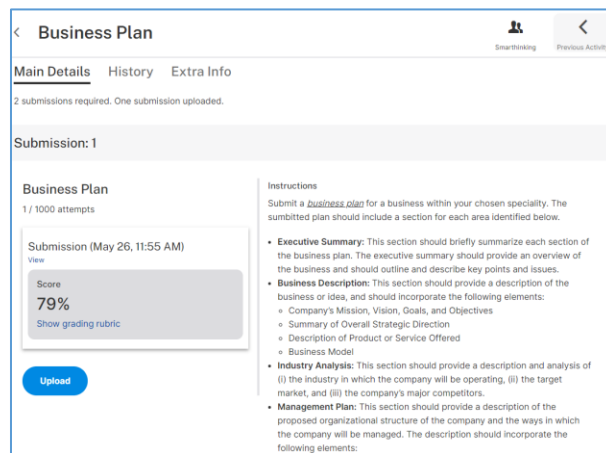 Business Plan
Smarthinking
Previous Activit
Main Details History Extra Info
2 submissions required. One submission uploaded.
Submission: 1
Business Plan
1 / 1000 attempts
Submission (May 26, 11:55 AM)
View
Score
79%
Show grading rubric
Upload
Instructions
Submit a business plan for a business within your chosen speciality. The
sumbitted plan should include a section for each area identified below.
• Executive Summary: This section should briefly summarize each section of
the business plan. The executive summary should provide an overview of
the business and should outline and describe key points and issues.
• Business Description: This section should provide a description of the
business or idea, and should incorporate the following elements:
○ Company's Mission, Vision, Goals, and Objectives
○ Summary of Overall Strategic Direction
○ Description of Product or Service Offered
○ Business Model
• Industry Analysis: This section should provide a description and analysis of
(i) the industry in which the company will be operating, (ii) the target
market, and (iii) the company's major competitors.
• Management Plan: This section should provide a description of the
proposed organizational structure of the company and the ways in which
the company will be managed. The description should incorporate the
following elements: